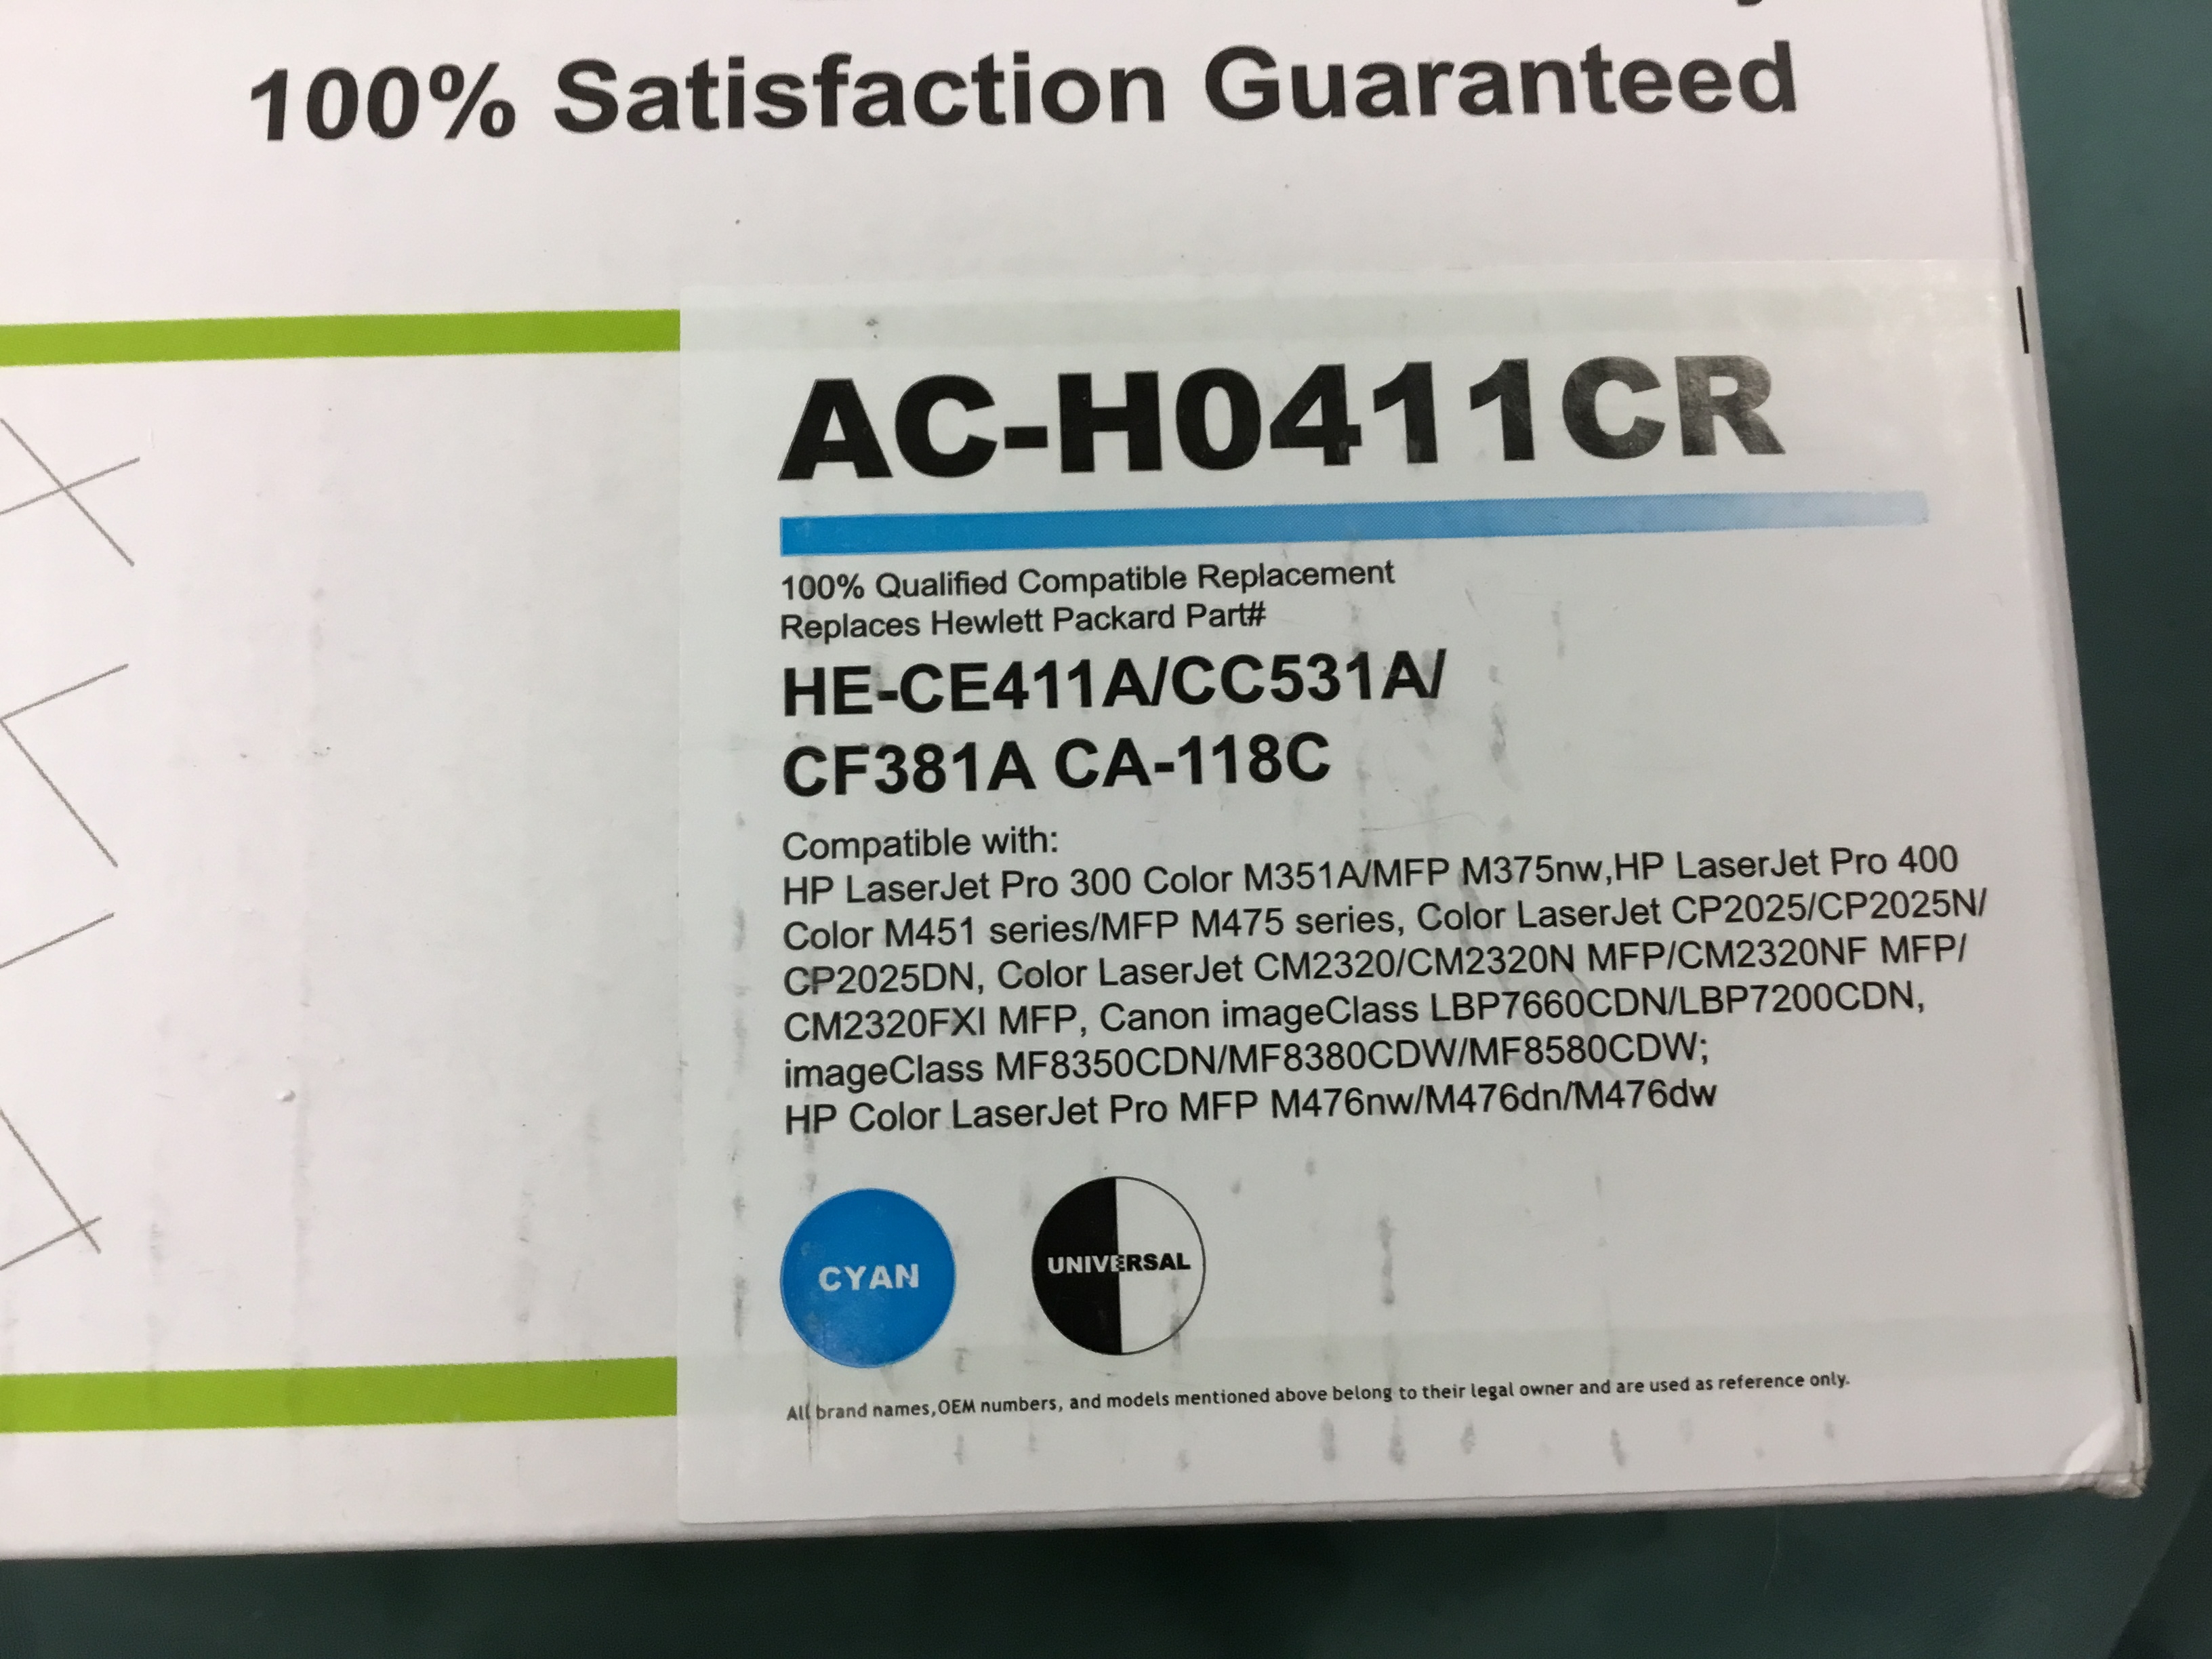 100% Satisfaction Guaranteed
AC-H0411CR
100% Qualified Compatible Replacement
Replaces Hewlett Packard Part#
HE-CE411A/CC531A/
CF381A CA-118C
Compatible with:
HP LaserJet Pro 300 Color M351A/MFP M375nw,HP LaserJet Pro 400
Color M451 series/MFP M475 series, Color LaserJet CP2025/CP2025N/
CP2025DN, Color LaserJet CM2320/CM2320N MFP/CM2320NF MFP/
CM2320FXI MFP, Canon imageClass LBP7660CDN/LBP7200CDN,
imageClass MF8350CDN/MF8380CDW/MF8580CDW;
HP Color LaserJet Pro MFP M476nw/M476dn/M476dw
CYAN
UNIVERSAL
All brand names,OEM numbers, and models mentioned above belong to their legal owner and are used as reference only.